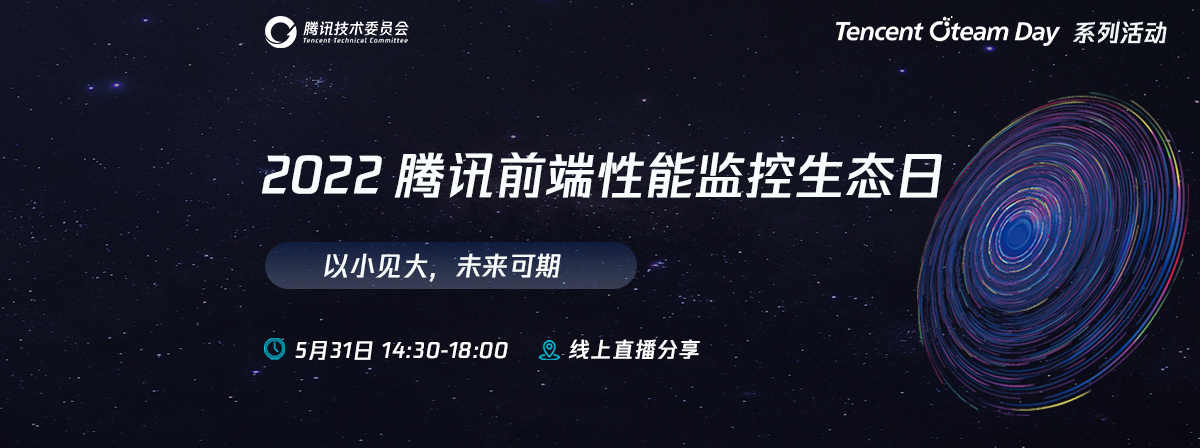 腾讯技术委员会
Tencent Technical Committee
Tencent Oteam Day 系列活动
2022 腾讯前端性能监控生态日
以小见大，未来可期
5月31日 14:30-18:00 线上直播分享